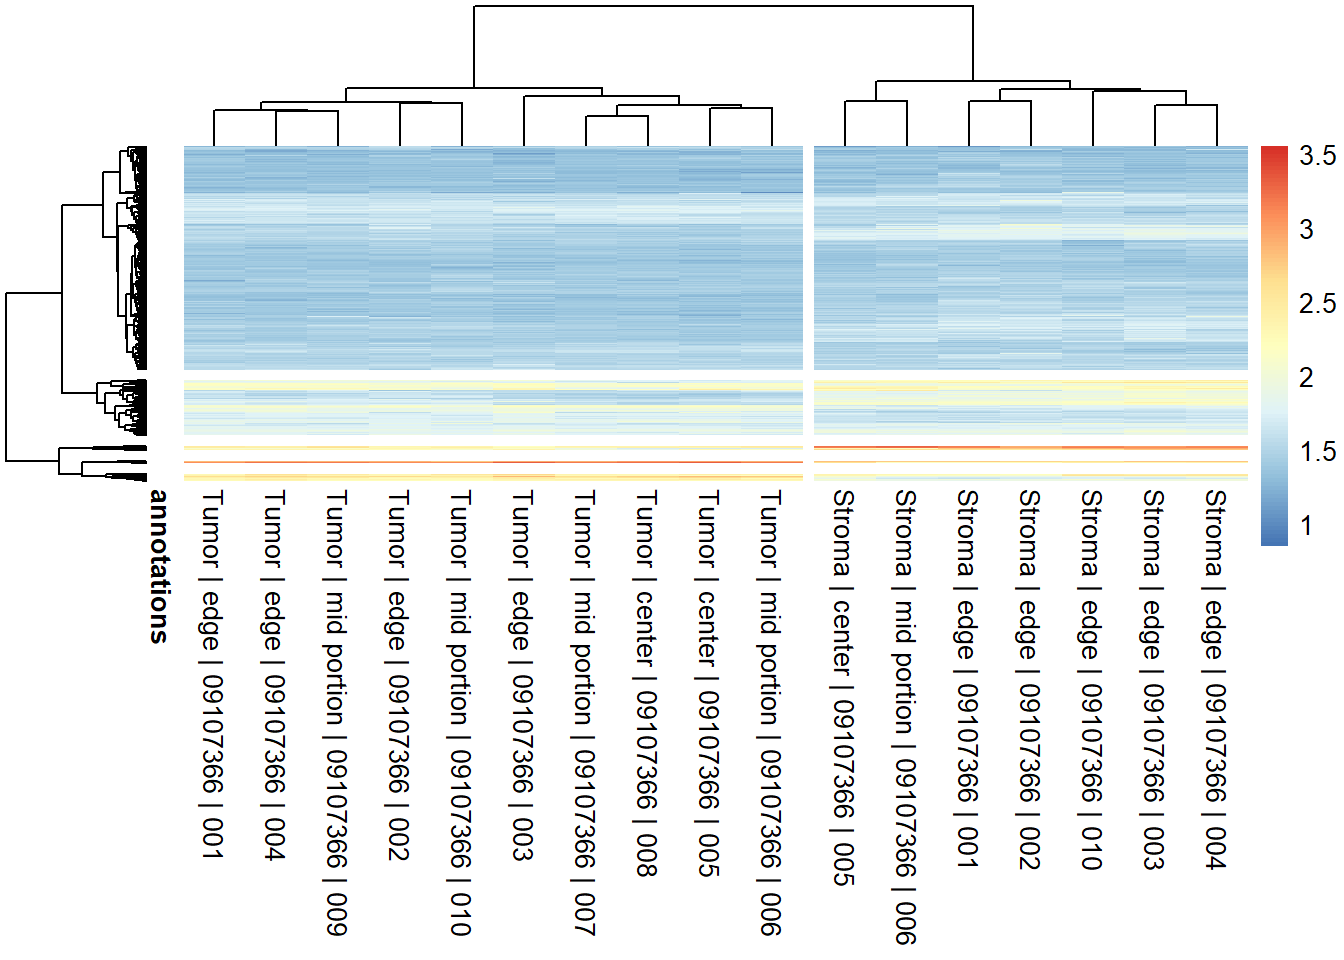 3.5
3
2.5
2
1.5
1
annotations
Tumor | edge | 09107366 | 001
Tumor | edge | 09107366 | 004
Tumor | mid portion | 09107366 | 009
Tumor | edge | 09107366 | 002
Tumor | mid portion | 09107366 | 010
Tumor | edge | 09107366 | 003
Tumor | mid portion | 09107366 | 007
Tumor | center | 09107366 | 008
Tumor | center | 09107366 | 005
Tumor | mid portion | 09107366 | 006
Stroma | center | 09107366 | 005
Stroma | mid portion | 09107366 | 006
Stroma | edge | 09107366 | 001
Stroma | edge | 09107366 | 002
Stroma | edge | 09107366 | 010
Stroma | edge | 09107366 | 003
Stroma | edge | 09107366 | 004